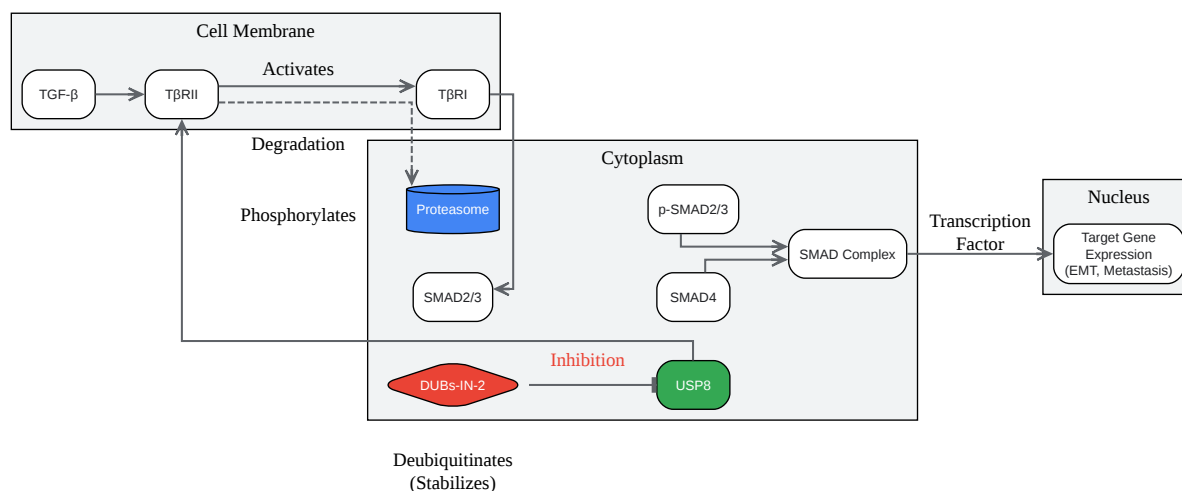 Cell Membrane
TGF-β
TβRII
Activates
TβRI
Degradation
Cytoplasm
Phosphorylates
Proteasome
p-SMAD2/3
SMAD Complex
Transcription
Factor
Nucleus
Target Gene
Expression
(EMT, Metastasis)
SMAD2/3
SMAD4
Inhibition
DUBs-IN-2
USP8
Deubiquitinates
(Stabilizes)